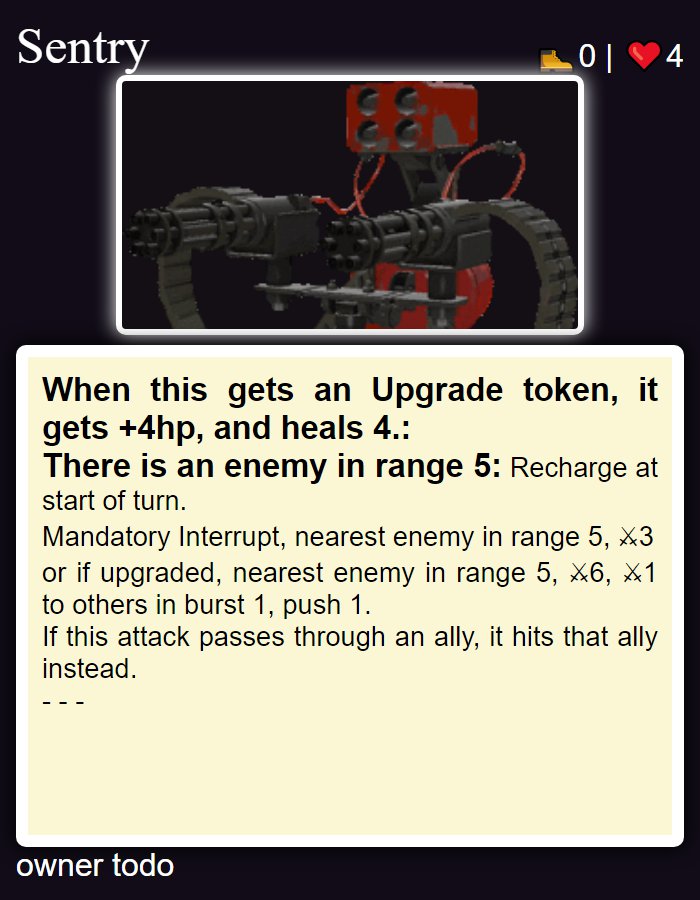 Sentry
🥾0 | ❤️4
When this gets an Upgrade token, it
gets +4hp, and heals 4.:
There is an enemy in range 5: Recharge at
start of turn.
Mandatory Interrupt, nearest enemy in range 5, ⚔3
or if upgraded, nearest enemy in range 5, ⚔6, ⚔1
to others in burst 1, push 1.
If this attack passes through an ally, it hits that ally
instead.
- - -
owner todo